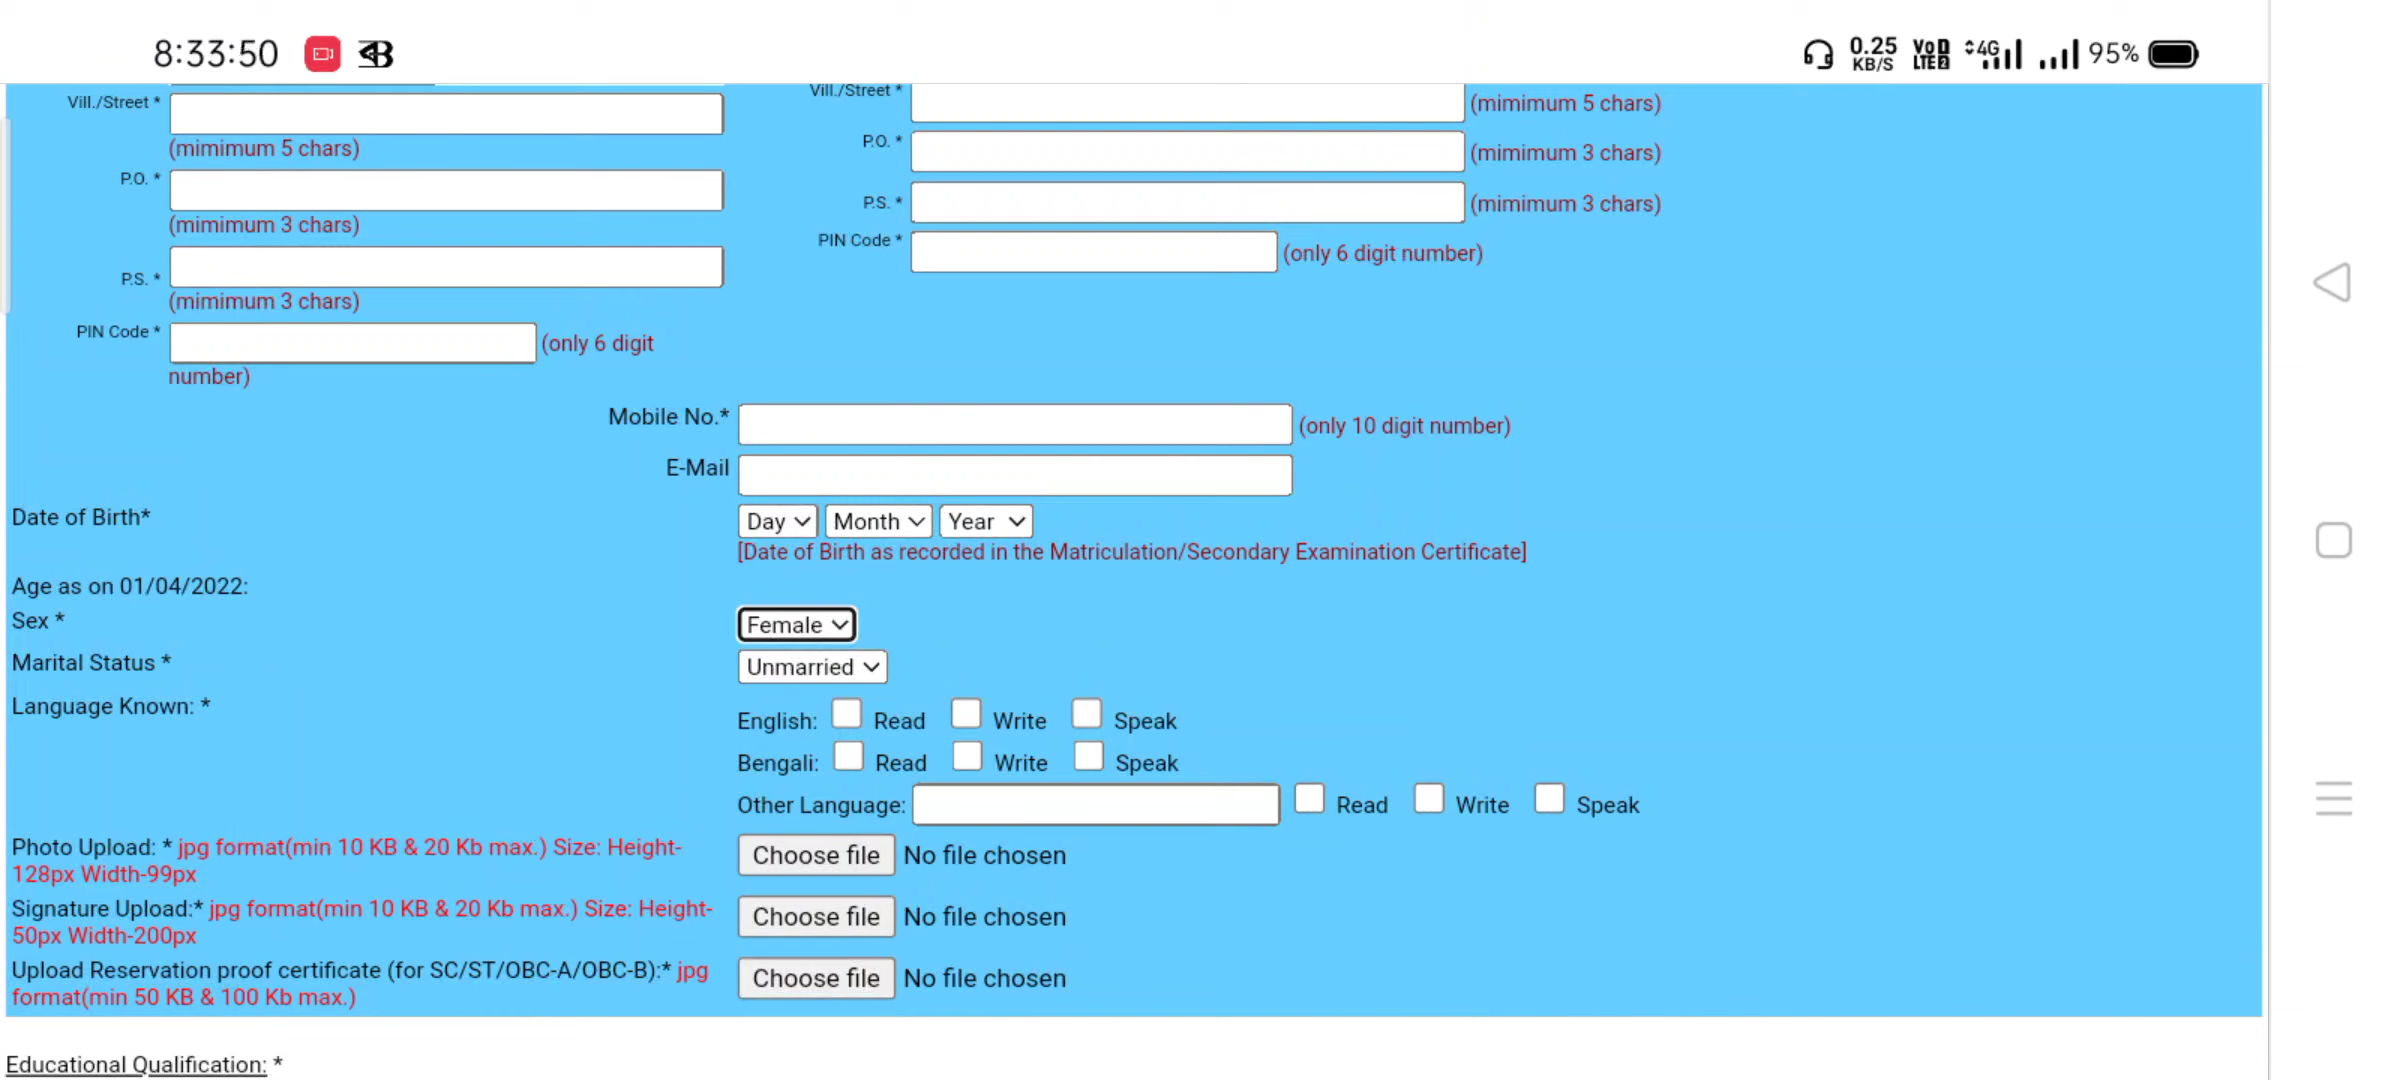 8:33:50
0.25 KB/S
VoD LTE2
4G
95%
Vill./Street *
(mimimum 5 chars)
P.O. *
(mimimum 3 chars)
P.S. *
(mimimum 3 chars)
PIN Code *
(only 6 digit
number)
Vill./Street *
(mimimum 5 chars)
P.O. *
(mimimum 3 chars)
P.S. *
(mimimum 3 chars)
PIN Code *
(only 6 digit number)
Mobile No.*
(only 10 digit number)
E-Mail
Date of Birth*
Day Month Year
[Date of Birth as recorded in the Matriculation/Secondary Examination Certificate]
Age as on 01/04/2022:
Sex *
Female
Marital Status *
Unmarried
Language Known: *
English: Read Write Speak
Bengali: Read Write Speak
Other Language: Read Write Speak
Photo Upload: * jpg format(min 10 KB & 20 Kb max.) Size: Height-
128px Width-99px
Choose file No file chosen
Signature Upload:* jpg format(min 10 KB & 20 Kb max.) Size: Height-
50px Width-200px
Choose file No file chosen
Upload Reservation proof certificate (for SC/ST/OBC-A/OBC-B):* jpg
format(min 50 KB & 100 Kb max.)
Choose file No file chosen
Educational Qualification: *